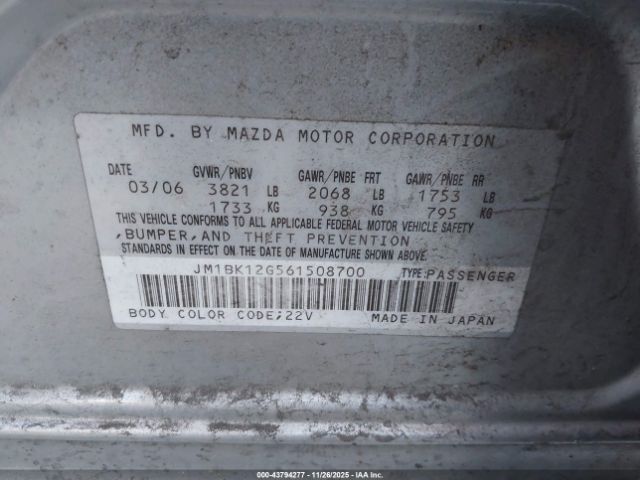 MFD. BY MAZDA MOTOR CORPORATION
DATE GVWR/PNBV GAWR/PNBE FRT GAWR/PNBE RR
03/06 3821 LB 2068 LB 1753 LB
1733 KG 938 KG 795 KG
THIS VEHICLE CONFORMS TO ALL APPLICABLE FEDERAL MOTOR VEHICLE SAFETY
,BUMPER,AND THEFT PREVENTION
STANDARDS IN EFFECT ON THE DATE OF MANUFACTURE SHOWN ABOVE.
JM1BK12G561508700 TYPE:PASSENGER
BODY COLOR CODE;22V MADE IN JAPAN
000-43794277 - 11/26/2025 - IAAI.com